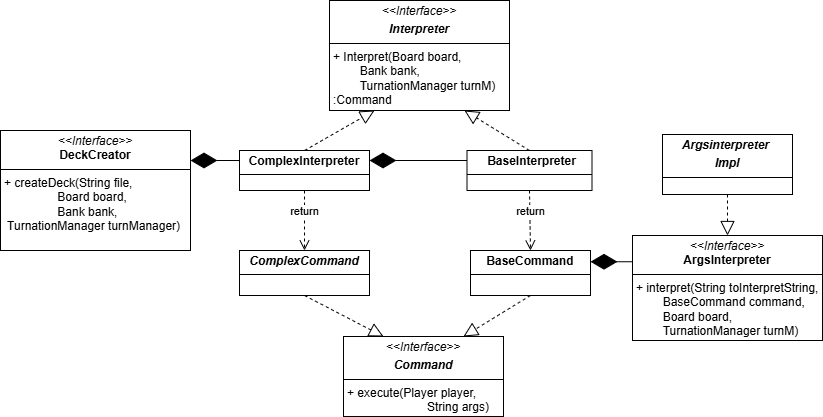 <<Interface>>
Interpreter
+ Interpret(Board board,
Bank bank,
TurnationManager turnM)
:Command
<<Interface>>
DeckCreator
+ createDeck(String file,
Board board,
Bank bank,
TurnationManager turnManager)
ComplexInterpreter
BaseInterpreter
Argsinterpreter
Impl
return
return
ComplexCommand
BaseCommand
<<Interface>>
ArgsInterpreter
+ interpret(String toInterpretString,
BaseCommand command,
Board board,
TurnationManager turnM)
<<Interface>>
Command
+ execute(Player player,
String args)